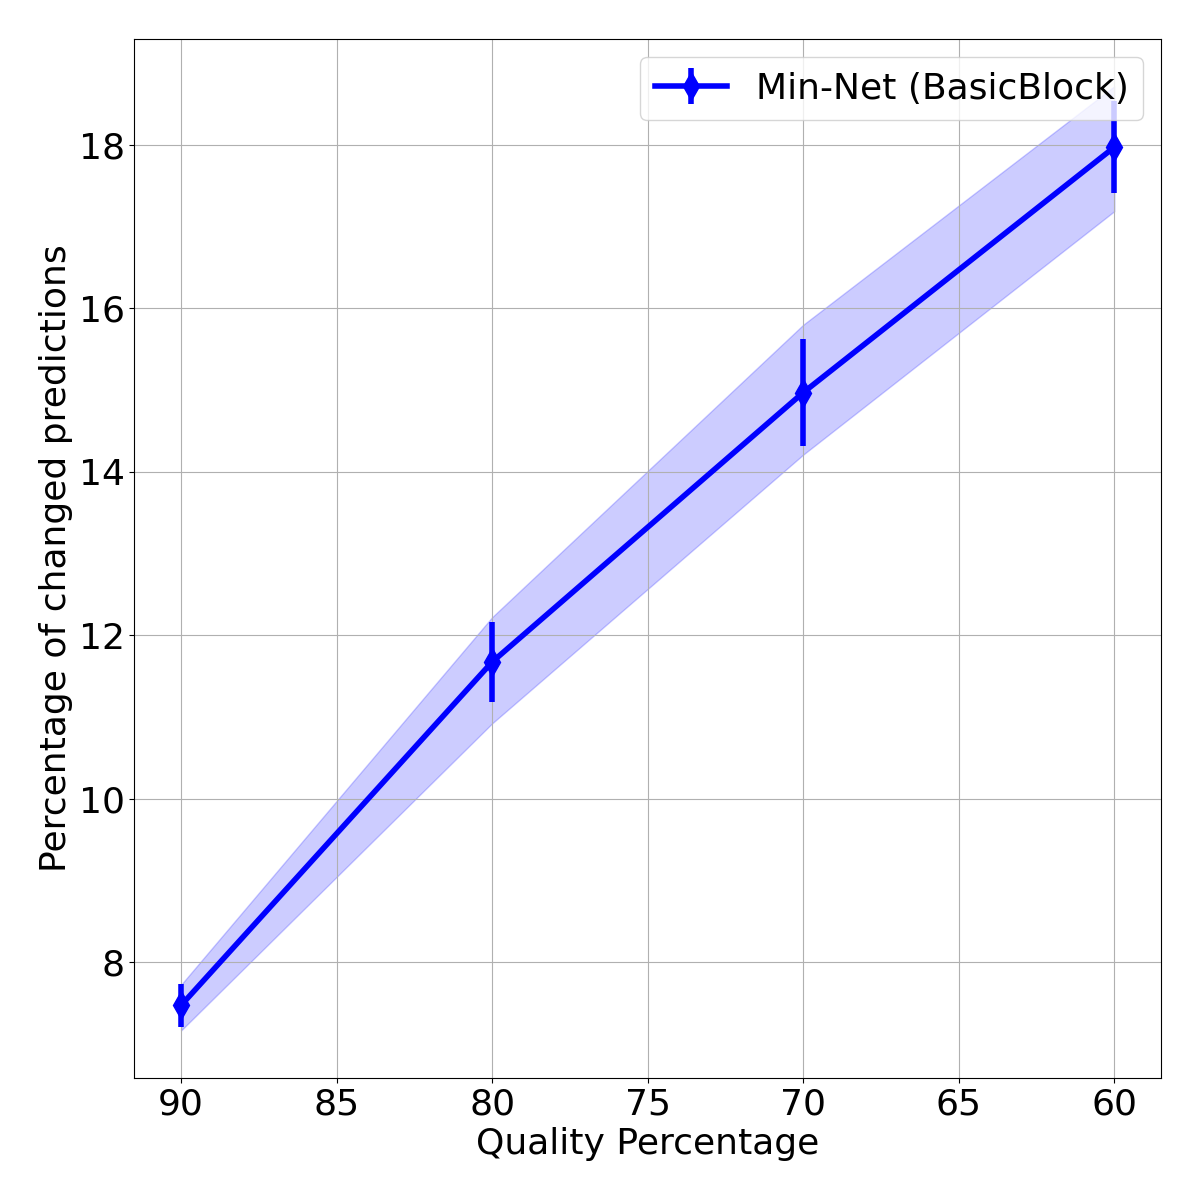 Min-Net (BasicBlock)
18
16
14
12
10
8
Percentage of changed predictions
90 85 80 75 70 65 60
Quality Percentage